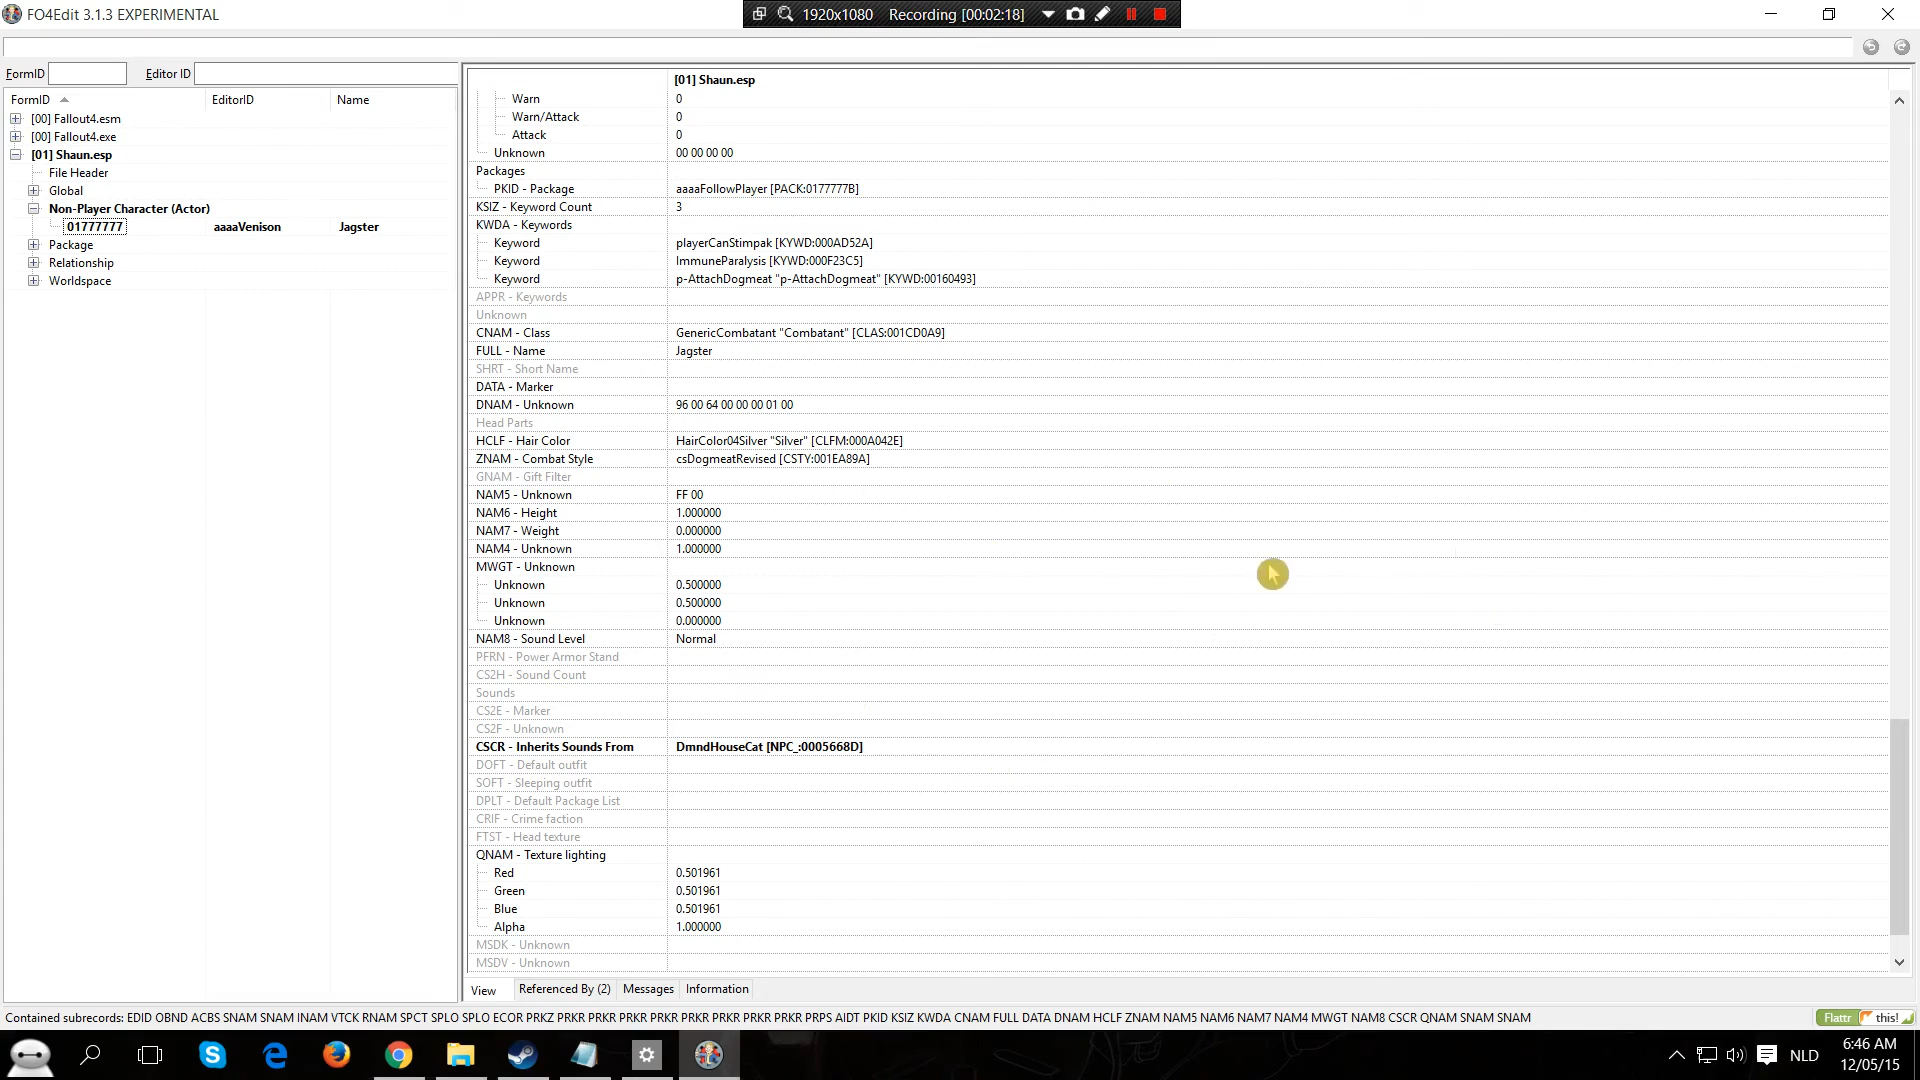 FO4Edit 3.1.3 EXPERIMENTAL
1920x1080 Recording [00:02:18]
FormID
Editor ID
FormID EditorID Name
[00] Fallout4.esm
[00] Fallout4.exe
[01] Shaun.esp
File Header
Global
Non-Player Character (Actor)
01777777 aaaaVenison Jagster
Package
Relationship
Worldspace
[01] Shaun.esp
Warn 0
Warn/Attack 0
Attack 0
Unknown 00 00 00 00
Packages
PKID - Package aaaaFollowPlayer [PACK:0177777B]
KSIZ - Keyword Count 3
KWDA - Keywords
Keyword playerCanStimpak [KYWD:000AD52A]
Keyword ImmuneParalysis [KYWD:000F23C5]
Keyword p-AttachDogmeat "p-AttachDogmeat" [KYWD:00160493]
APPR - Keywords
Unknown
CNAM - Class GenericCombatant "Combatant" [CLAS:001CD0A9]
FULL - Name Jagster
SHRT - Short Name
DATA - Marker
DNAM - Unknown 96 00 64 00 00 00 01 00
Head Parts
HCLF - Hair Color HairColor04Silver "Silver" [CLFM:000A042E]
ZNAM - Combat Style csDogmeatRevised [CSTY:001EA89A]
GNAM - Gift Filter
NAM5 - Unknown FF 00
NAM6 - Height 1.000000
NAM7 - Weight 0.000000
NAM4 - Unknown 1.000000
MWGT - Unknown
Unknown 0.500000
Unknown 0.500000
Unknown 0.000000
NAM8 - Sound Level Normal
PFRN - Power Armor Stand
CS2H - Sound Count
Sounds
CS2E - Marker
CS2F - Unknown
CSCR - Inherits Sounds From DmndHouseCat [NPC_:0005668D]
DOFT - Default outfit
SOFT - Sleeping outfit
DPLT - Default Package List
CRIF - Crime faction
FTST - Head texture
QNAM - Texture lighting
Red 0.501961
Green 0.501961
Blue 0.501961
Alpha 1.000000
MSDK - Unknown
MSDV - Unknown
View Referenced By (2) Messages Information
Contained subrecords: EDID OBND ACBS SNAM SNAM INAM VTCK RNAM SPCT SPLO SPLO ECOR PRKZ PRKR PRKR PRKR PRKR PRKR PRKR PRKR PRKR PRPS AIDT PKID KSIZ KWDA CNAM FULL DATA DNAM HCLF ZNAM NAM5 NAM6 NAM7 NAM4 MWGT NAM8 CSCR QNAM SNAM SNAM
Flattr this!
NLD
6:46 AM
12/05/15